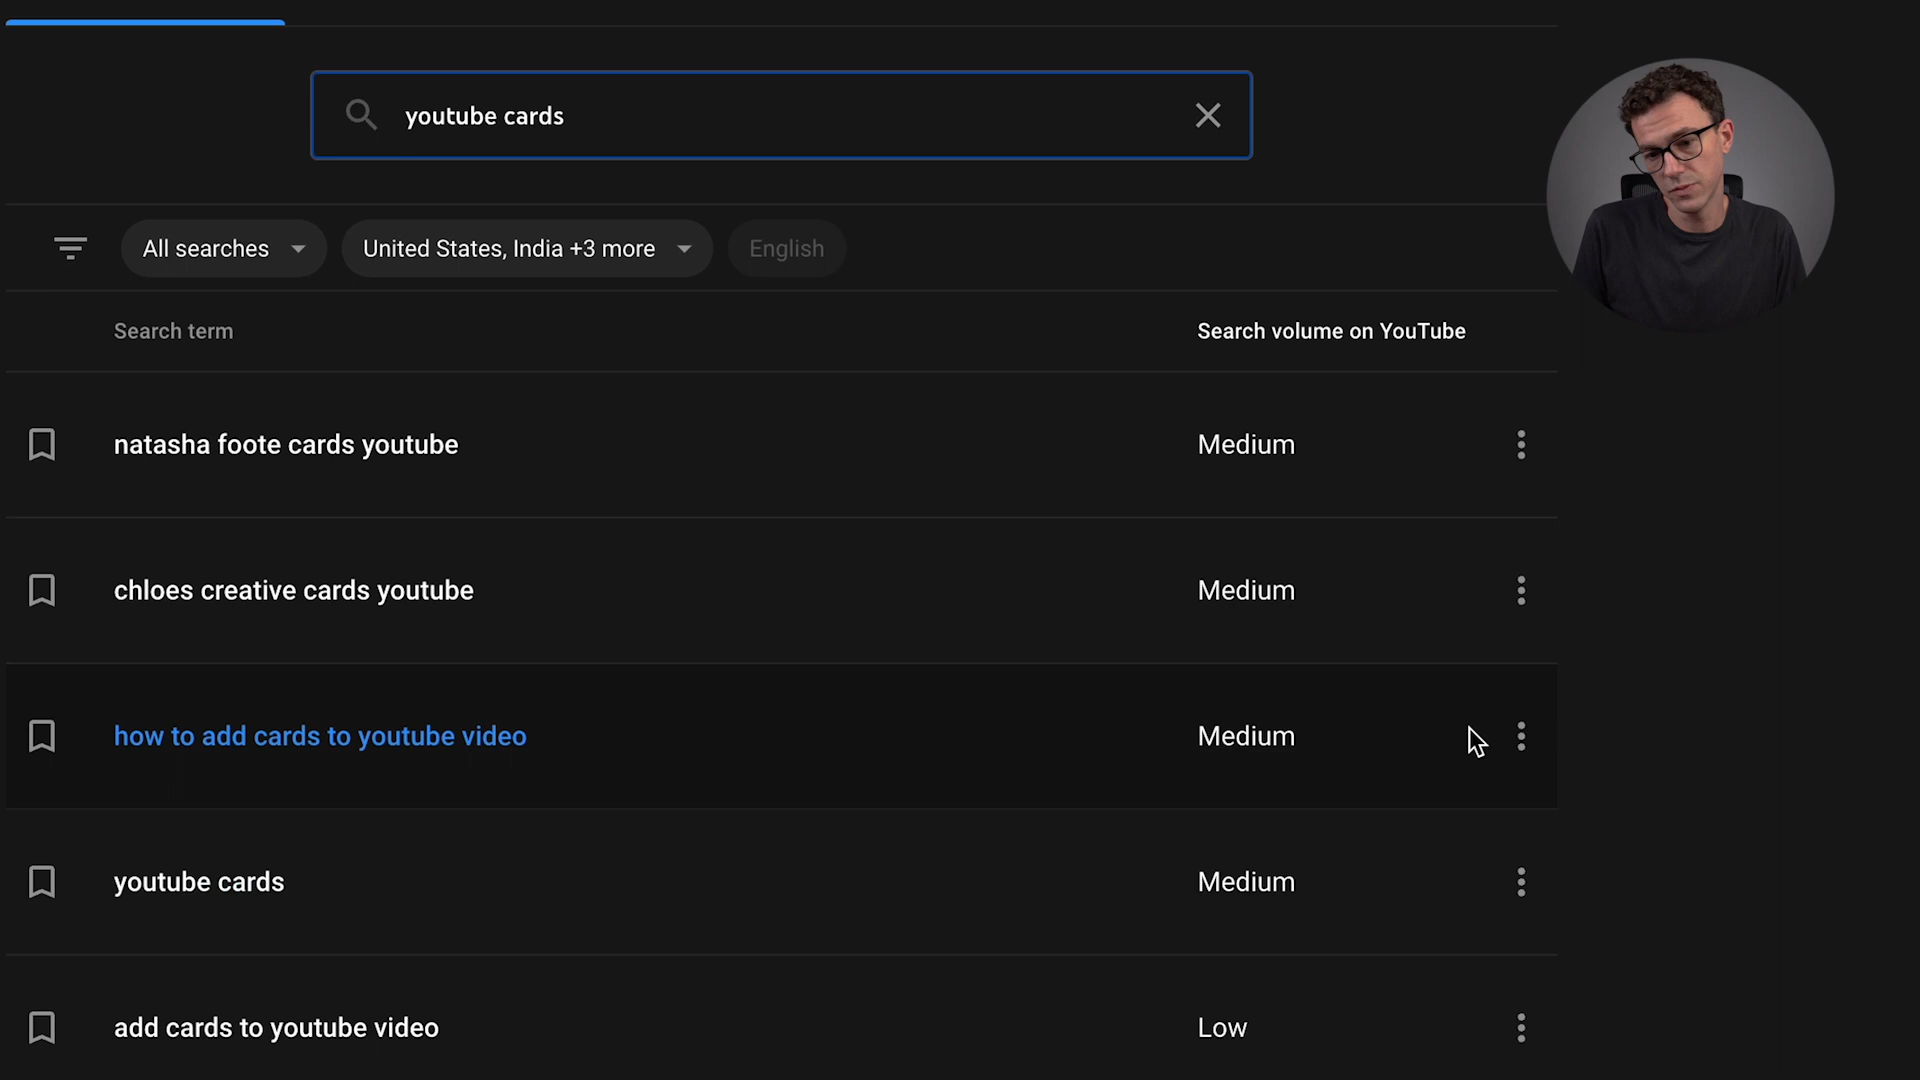 youtube cards
All searches
United States, India +3 more
English
Search term
Search volume on YouTube
natasha foote cards youtube
Medium
chloes creative cards youtube
Medium
how to add cards to youtube video
Medium
youtube cards
Medium
add cards to youtube video
Low